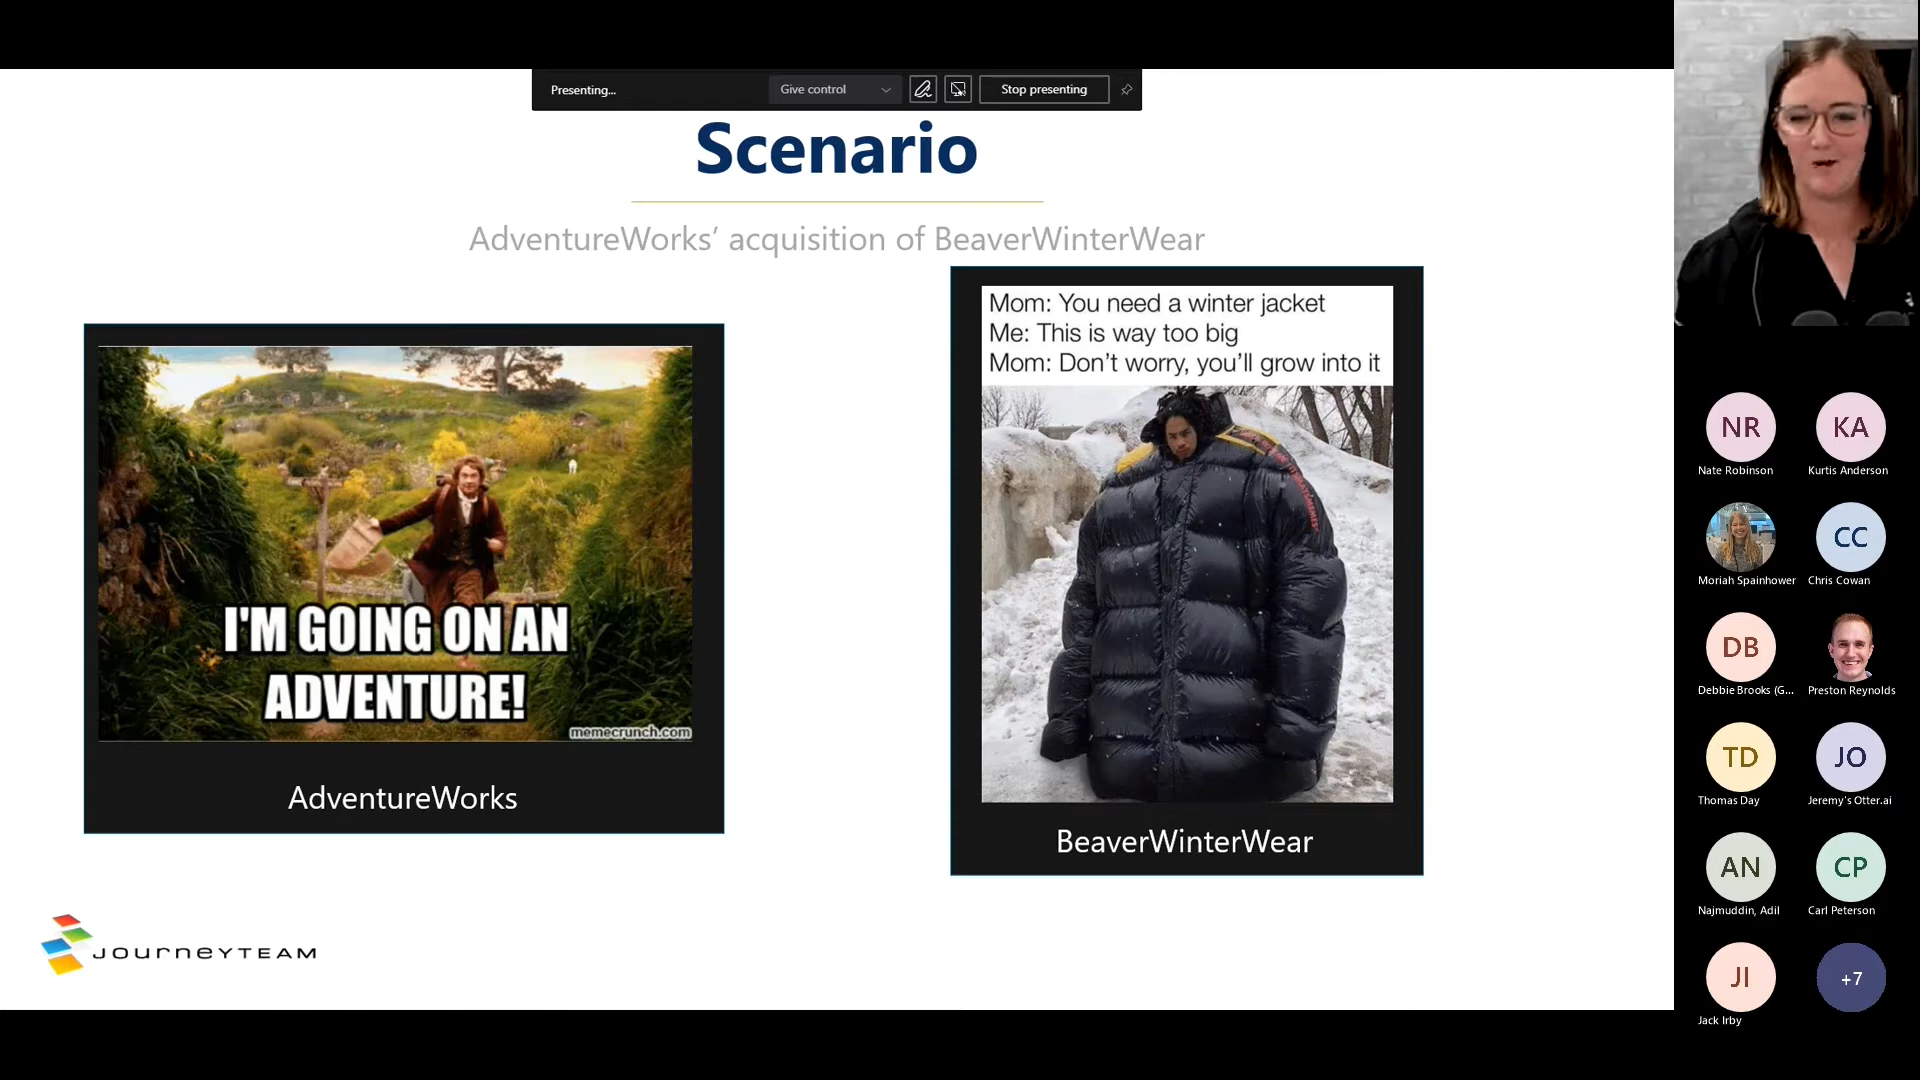 Presenting...
Give control
Stop presenting
Scenario
AdventureWorks' acquisition of BeaverWinterWear
I'M GOING ON AN
ADVENTURE!
memecrunch.com
AdventureWorks
Mom: You need a winter jacket
Me: This is way too big
Mom: Don't worry, you'll grow into it
BeaverWinterWear
JOURNEYTEAM
NR
Nate Robinson
KA
Kurtis Anderson
Moriah Spainhower
CC
Chris Cowan
DB
Debbie Brooks (G...
Preston Reynolds
TD
Thomas Day
JO
Jeremy's Otter.ai
AN
Najmuddin, Adil
CP
Carl Peterson
JI
Jack Irby
+7